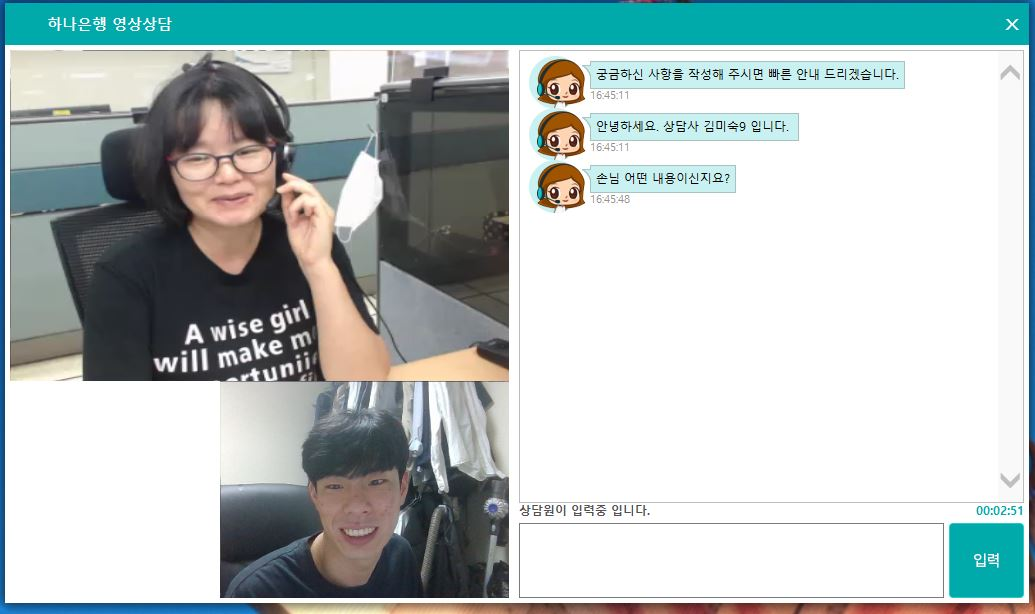 하나은행 영상상담
궁금하신 사항을 작성해 주시면 빠른 안내 드리겠습니다.
16:45:11
안녕하세요. 상담사 김미숙9 입니다.
16:45:11
손님 어떤 내용이신지요?
16:45:48
A wise girl
will make m
상담원이 입력중 입니다.
00:02:51
입력